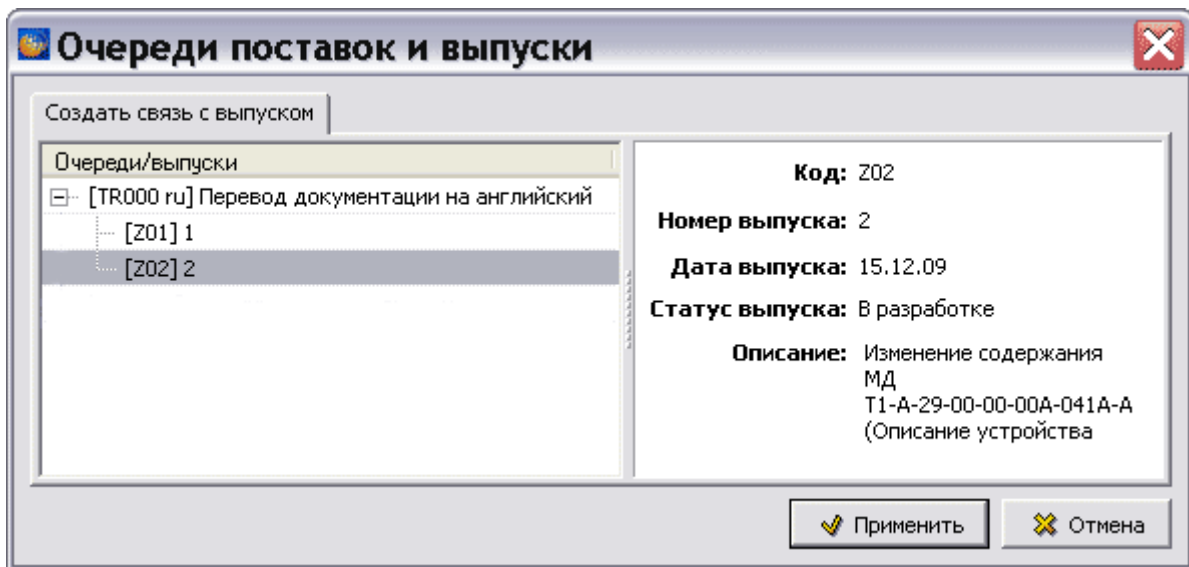 Очереди поставок и выпуски
Создать связь с выпуском
Очереди/выпуски
[TR000 ru] Перевод документации на английский
[Z01] 1
[Z02] 2
Код: Z02
Номер выпуска: 2
Дата выпуска: 15.12.09
Статус выпуска: В разработке
Описание: Изменение содержания
МД
T1-A-29-00-00-00A-041A-A
(Описание устройства
Применить
Отмена